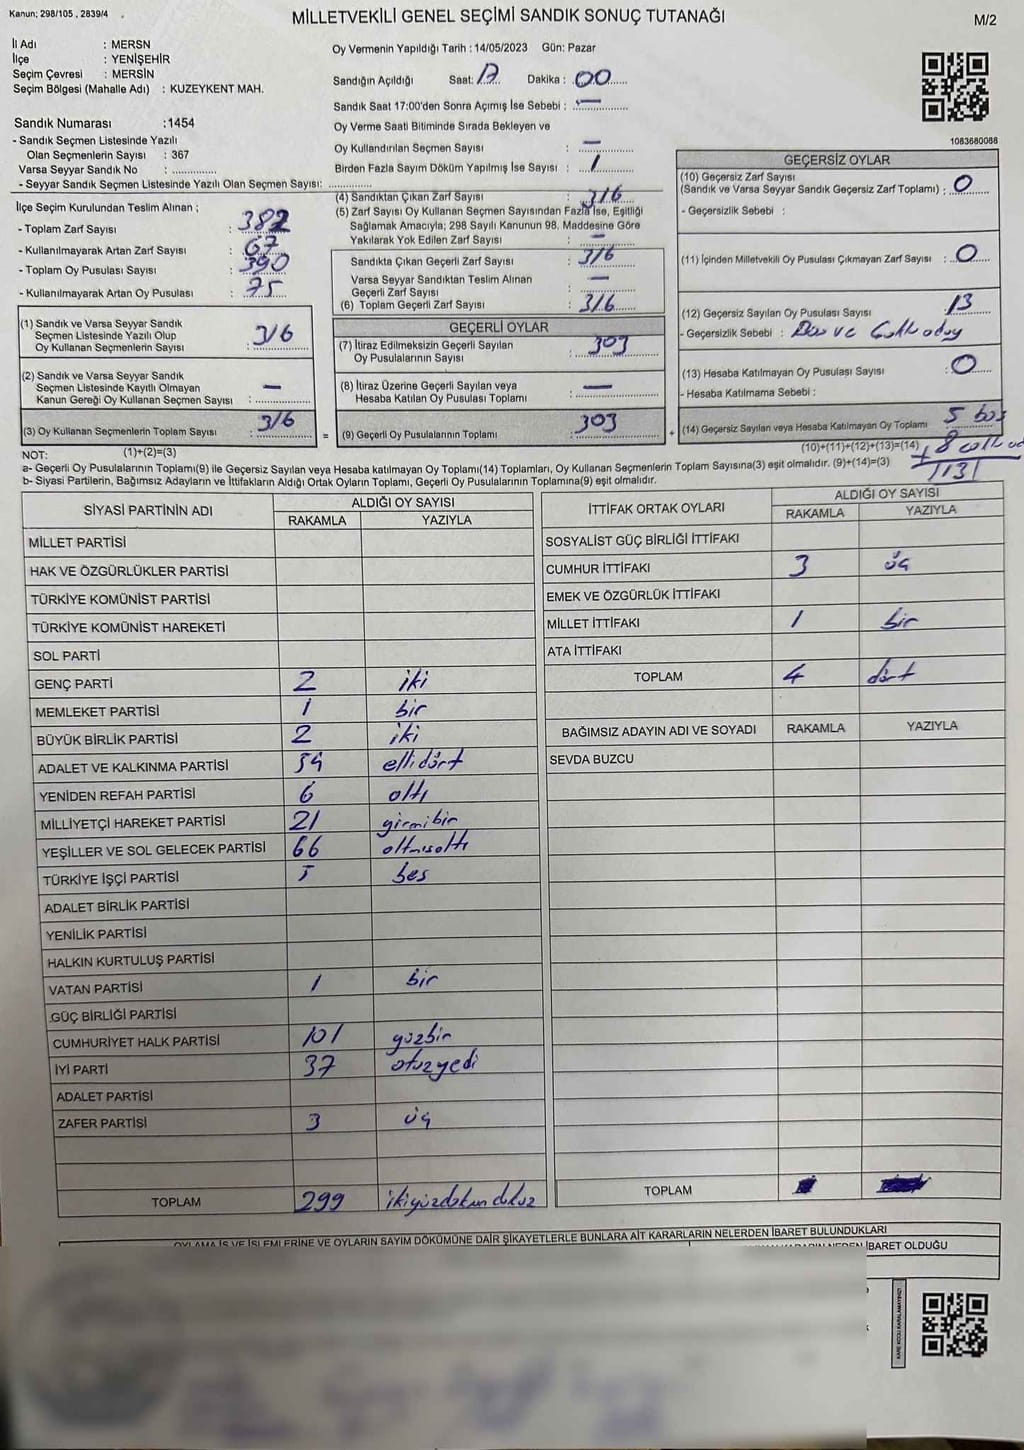 Kanun; 298/105 , 2839/4
MİLLETVEKİLİ GENEL SEÇİMİ SANDIK SONUÇ TUTANAĞI
M/2
İl Adı : MERSN
İlçe : YENİŞEHİR
Seçim Çevresi : MERSİN
Seçim Bölgesi (Mahalle Adı) : KUZEYKENT MAH.
Sandık Numarası :1454
- Sandık Seçmen Listesinde Yazılı
Olan Seçmenlerin Sayısı : 367
Varsa Seyyar Sandık No : ..............
- Seyyar Sandık Seçmen Listesinde Yazılı Olan Seçmen Sayısı: ..............
Oy Vermenin Yapıldığı Tarih : 14/05/2023 Gün: Pazar
Sandığın Açıldığı Saat: 17 Dakika : 00
Sandık Saat 17:00'den Sonra Açımış İse Sebebi : —
Oy Verme Saati Bitiminde Sırada Bekleyen ve
Oy Kullandırılan Seçmen Sayısı : —
Birden Fazla Sayım Döküm Yapılmış İse Sayısı : 1
1083680088
İlçe Seçim Kurulundan Teslim Alınan ;
- Toplam Zarf Sayısı : 382
- Kullanılmayarak Artan Zarf Sayısı : 67
- Toplam Oy Pusulası Sayısı : 390
- Kullanılmayarak Artan Oy Pusulası : 75
(1) Sandık ve Varsa Seyyar Sandık
Seçmen Listesinde Yazılı Olup
Oy Kullanan Seçmenlerin Sayısı : 316
(2) Sandık ve Varsa Seyyar Sandık
Seçmen Listesinde Kayıtlı Olmayan
Kanun Gereği Oy Kullanan Seçmen Sayısı : —
(3) Oy Kullanan Seçmenlerin Toplam Sayısı : 316
(1)+(2)=(3)
(4) Sandıktan Çıkan Zarf Sayısı : 316
(5) Zarf Sayısı Oy Kullanan Seçmen Sayısından Fazla İse, Eşitliği
Sağlamak Amacıyla; 298 Sayılı Kanunun 98. Maddesine Göre
Yakılarak Yok Edilen Zarf Sayısı : —
Sandıkta Çıkan Geçerli Zarf Sayısı : 316
Varsa Seyyar Sandıktan Teslim Alınan
Geçerli Zarf Sayısı : —
(6) Toplam Geçerli Zarf Sayısı : 316
GEÇERLİ OYLAR
(7) İtiraz Edilmeksizin Geçerli Sayılan
Oy Pusulalarının Sayısı : 303
(8) İtiraz Üzerine Geçerli Sayılan veya
Hesaba Katılan Oy Pusulası Toplamı : —
= (9) Geçerli Oy Pusulalarının Toplamı : 303
GEÇERSİZ OYLAR
(10) Geçersiz Zarf Sayısı
(Sandık ve Varsa Seyyar Sandık Geçersiz Zarf Toplamı) : 0
- Geçersizlik Sebebi :
(11) İçinden Milletvekili Oy Pusulası Çıkmayan Zarf Sayısı : 0
(12) Geçersiz Sayılan Oy Pusulası Sayısı 13
- Geçersizlik Sebebi : ve
(13) Hesaba Katılmayan Oy Pusulası Sayısı : 0
- Hesaba Katılmama Sebebi :
+ (14) Geçersiz Sayılan veya Hesaba Katılmayan Oy Toplamı 5 boş
(10)+(11)+(12)+(13)=(14) + 8
13
NOT:
a- Geçerli Oy Pusulalarının Toplamı(9) ile Geçersiz Sayılan veya Hesaba katılmayan Oy Toplamı(14) Toplamları, Oy Kullanan Seçmenlerin Toplam Sayısına(3) eşit olmalıdır. (9)+(14)=(3)
b- Siyasi Partilerin, Bağımsız Adayların ve İttifakların Aldığı Ortak Oyların Toplamı, Geçerli Oy Pusulalarının Toplamına(9) eşit olmalıdır.
SİYASİ PARTİNİN ADI ALDIĞI OY SAYISI
RAKAMLA YAZIYLA
MİLLET PARTİSİ
HAK VE ÖZGÜRLÜKLER PARTİSİ
TÜRKİYE KOMÜNİST PARTİSİ
TÜRKİYE KOMÜNİST HAREKETİ
SOL PARTİ
GENÇ PARTİ 2 iki
MEMLEKET PARTİSİ 1 bir
BÜYÜK BİRLİK PARTİSİ 2 iki
ADALET VE KALKINMA PARTİSİ 54 ellidört
YENİDEN REFAH PARTİSİ 6 altı
MİLLİYETÇİ HAREKET PARTİSİ 21 yirmibir
YEŞİLLER VE SOL GELECEK PARTİSİ 66 altmışaltı
TÜRKİYE İŞÇİ PARTİSİ 5 beş
ADALET BİRLİK PARTİSİ
YENİLİK PARTİSİ
HALKIN KURTULUŞ PARTİSİ
VATAN PARTİSİ 1 bir
GÜÇ BİRLİĞİ PARTİSİ
CUMHURİYET HALK PARTİSİ 101 yüzbir
İYİ PARTİ 37 otuzyedi
ADALET PARTİSİ
ZAFER PARTİSİ 3 üç
TOPLAM 299 ikiyüzdoksandokuz
İTTİFAK ORTAK OYLARI ALDIĞI OY SAYISI
RAKAMLA YAZIYLA
SOSYALİST GÜÇ BİRLİĞİ İTTİFAKI
CUMHUR İTTİFAKI 3 üç
EMEK VE ÖZGÜRLÜK İTTİFAKI
MİLLET İTTİFAKI 1 bir
ATA İTTİFAKI
TOPLAM 4 dört
BAĞIMSIZ ADAYIN ADI VE SOYADI RAKAMLA YAZIYLA
SEVDA BUZCU
TOPLAM
OYLAMA İŞ VE İŞLEMLERİNE VE OYLARIN SAYIM DÖKÜMÜNE DAİR ŞİKAYETLERLE BUNLARA AİT KARARLARIN NELERDEN İBARET BULUNDUKLARI
İBARET OLDUĞU